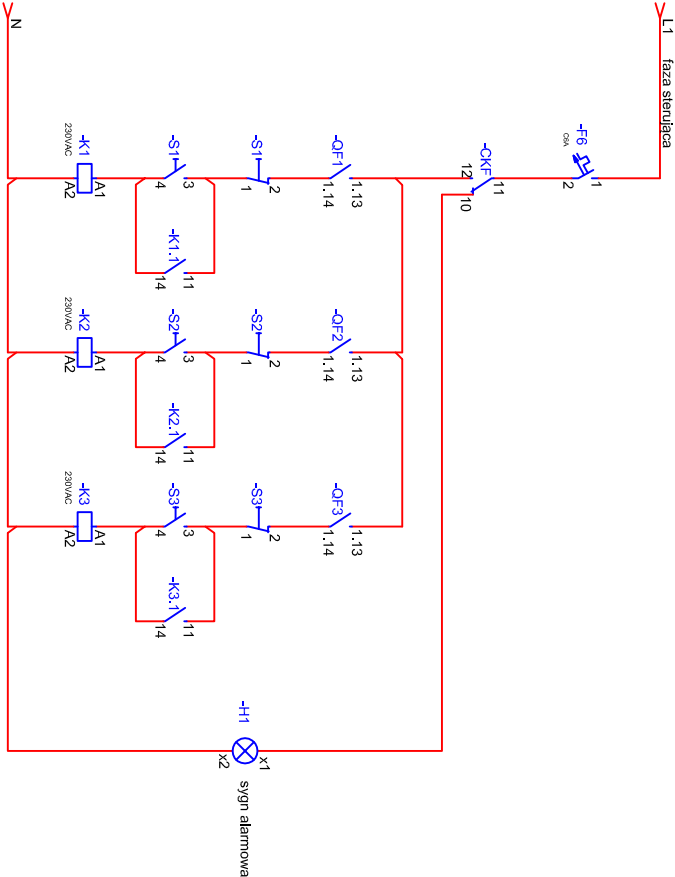 L1 faza sterujaca
-F6
C6A
1
2
-CKF
11
12
10
-QF1
1.13
1.14
-QF2
1.13
1.14
-QF3
1.13
1.14
-S1
2
1
-S2
2
1
-S3
2
1
-H1
x1
x2
sygn alarmowa
-S1
3
4
-K1.1
11
14
-S2
3
4
-K2.1
11
14
-S3
3
4
-K3.1
11
14
-K1
230VAC
A1
A2
-K2
230VAC
A1
A2
-K3
230VAC
A1
A2
N